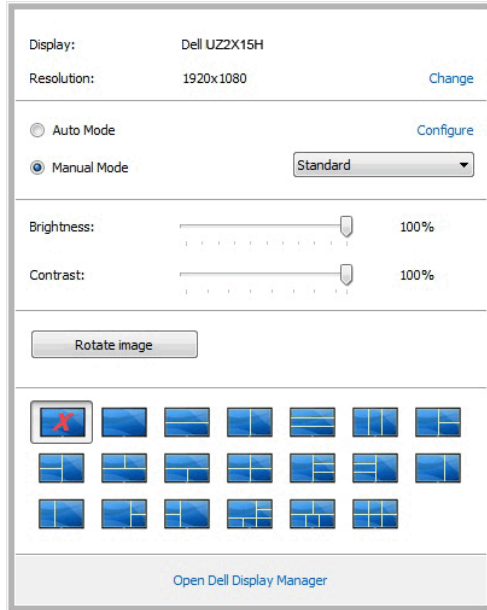 Display: Dell UZ2X15H
Resolution: 1920x1080 Change
Auto Mode Configure
Manual Mode Standard
Brightness: 100%
Contrast: 100%
Rotate image
X
Open Dell Display Manager